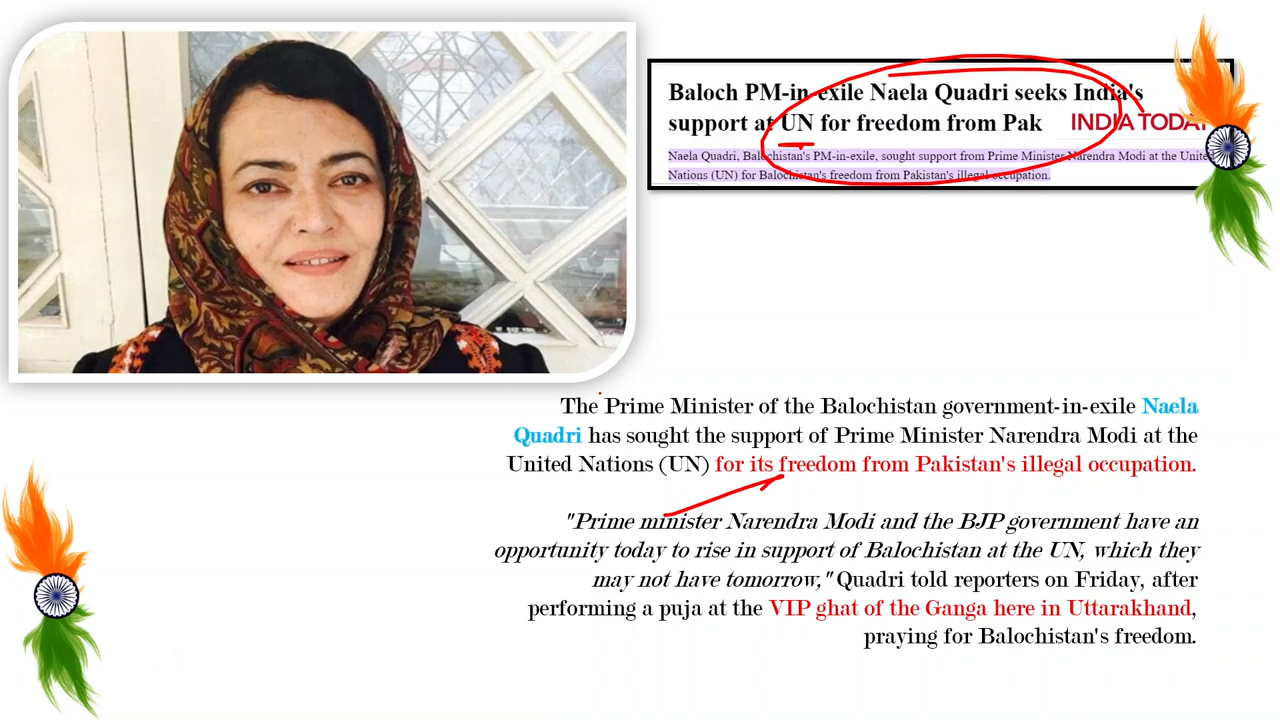 Baloch PM-in-exile Naela Quadri seeks India's
support at UN for freedom from Pak
INDIA TODAY
Naela Quadri, Balochistan's PM-in-exile, sought support from Prime Minister Narendra Modi at the United
Nations (UN) for Balochistan's freedom from Pakistan's illegal occupation.
The Prime Minister of the Balochistan government-in-exile Naela
Quadri has sought the support of Prime Minister Narendra Modi at the
United Nations (UN) for its freedom from Pakistan's illegal occupation.
"Prime minister Narendra Modi and the BJP government have an
opportunity today to rise in support of Balochistan at the UN, which they
may not have tomorrow," Quadri told reporters on Friday, after
performing a puja at the VIP ghat of the Ganga here in Uttarakhand,
praying for Balochistan's freedom.